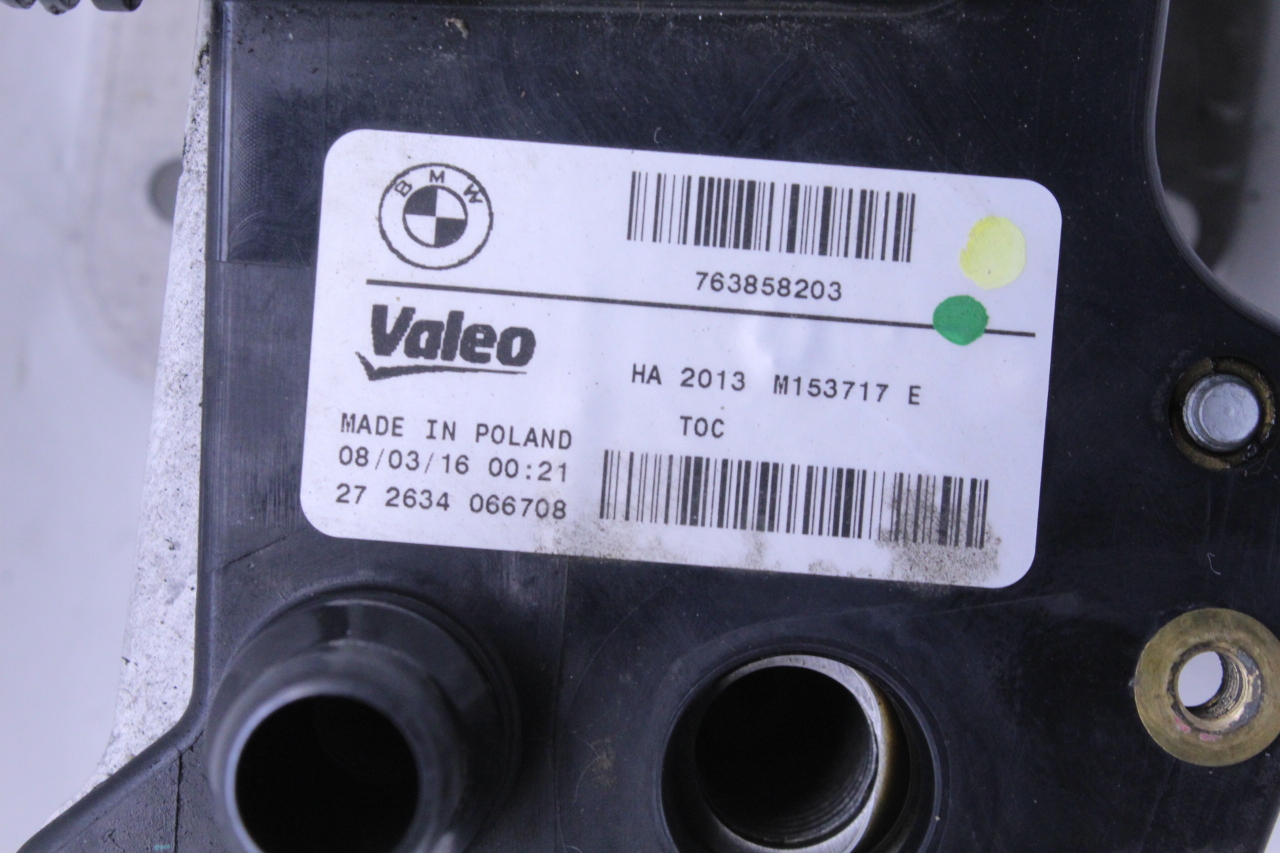 BMW
763858203
Valeo
HA 2013 M153717 E
TOC
MADE IN POLAND
08/03/16 00:21
27 2634 066708